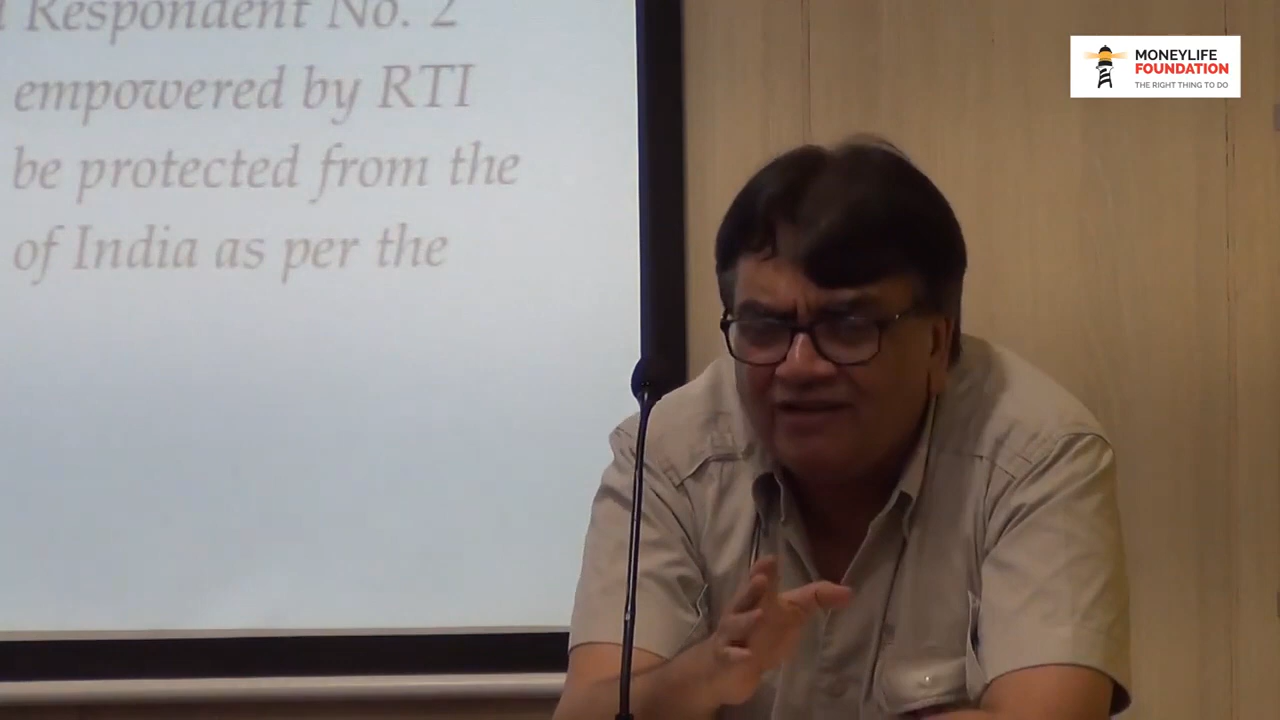 Respondent No. 2
empowered by RTI
be protected from the
of India as per the
MONEYLIFE
FOUNDATION
THE RIGHT THING TO DO